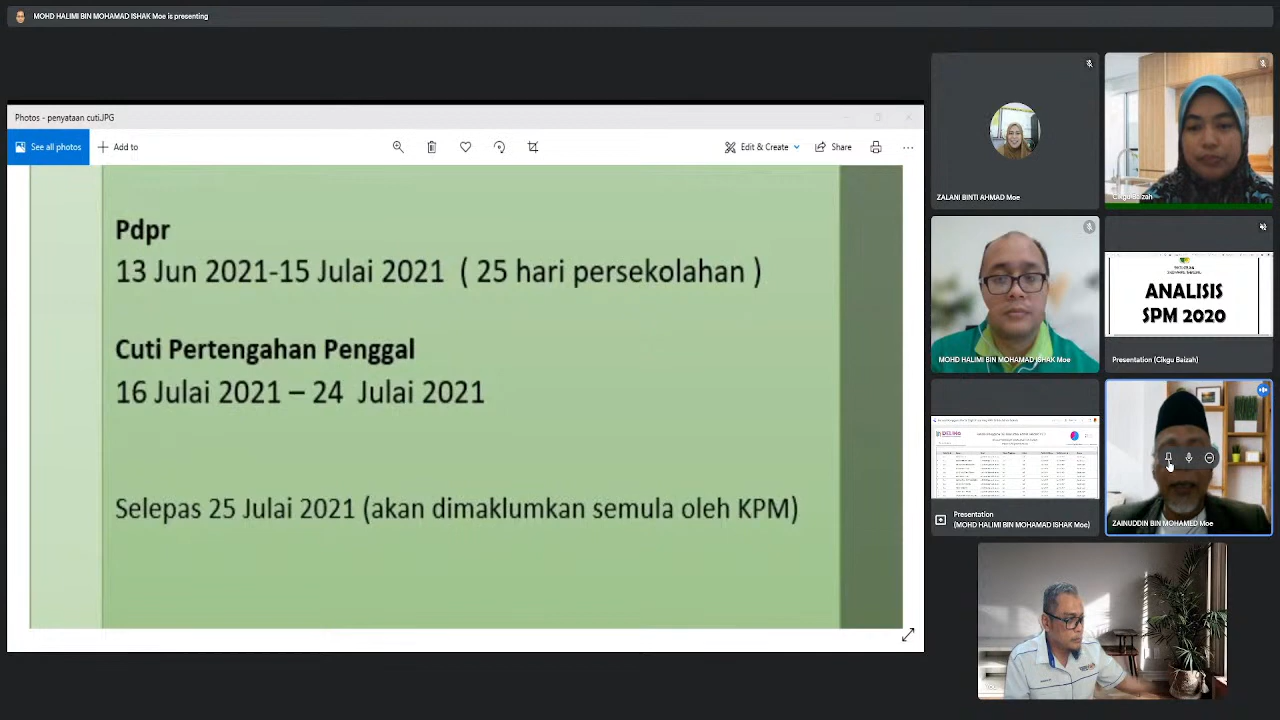 MOHD HALIMI BIN MOHAMAD ISHAK Moe is presenting
Photos - penyataan cuti.JPG
See all photos
Add to
Edit & Create
Share
Pdpr
13 Jun 2021-15 Julai 2021 ( 25 hari persekolahan )
Cuti Pertengahan Penggal
16 Julai 2021 – 24 Julai 2021
Selepas 25 Julai 2021 (akan dimaklumkan semula oleh KPM)
ZALANI BINTI AHMAD Moe
Cikgu Baizah
MOHD HALIMI BIN MOHAMAD ISHAK Moe
ANALISIS
SPM 2020
Presentation (Cikgu Baizah)
Presentation
(MOHD HALIMI BIN MOHAMAD ISHAK Moe)
ZAINUDDIN BIN MOHAMED Moe